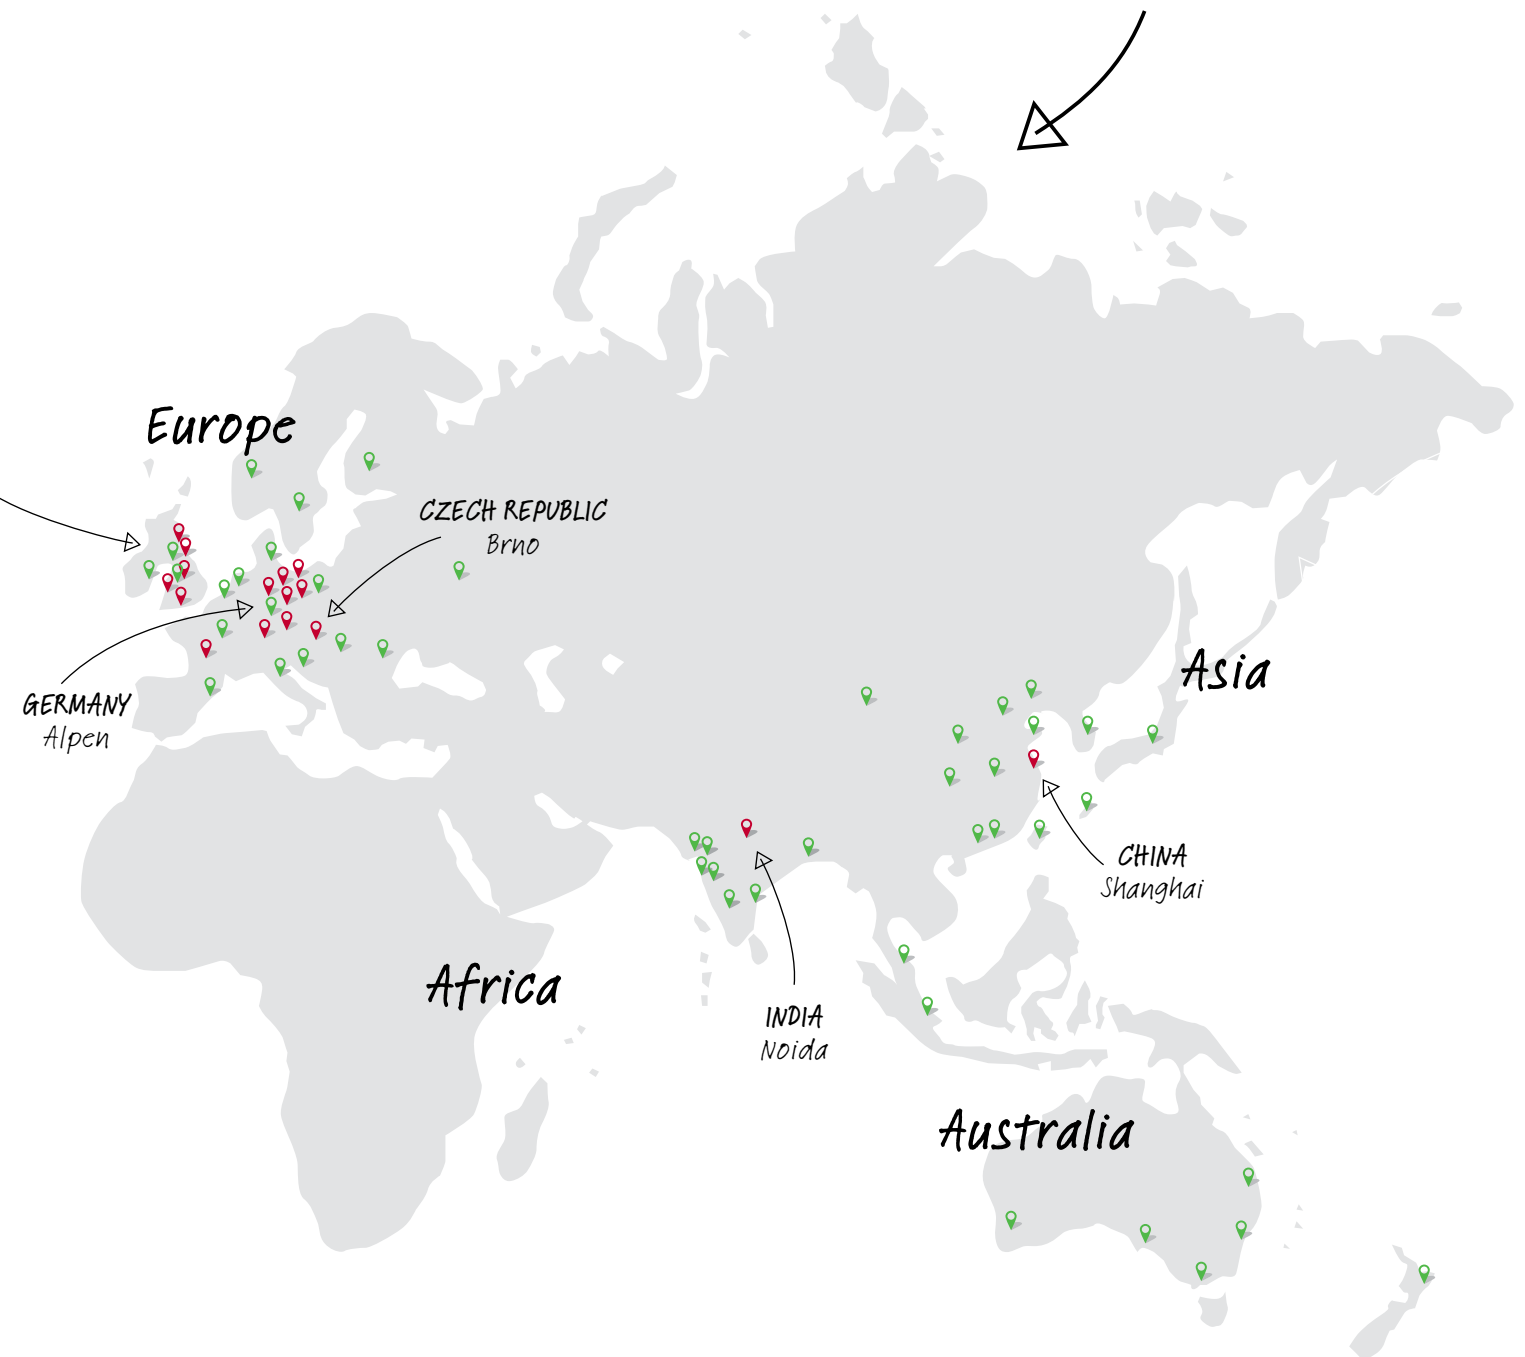 Europe
CZECH REPUBLIC
Brno
Asia
GERMANY
Alpen
CHINA
Shanghai
Africa
INDIA
Noida
Australia